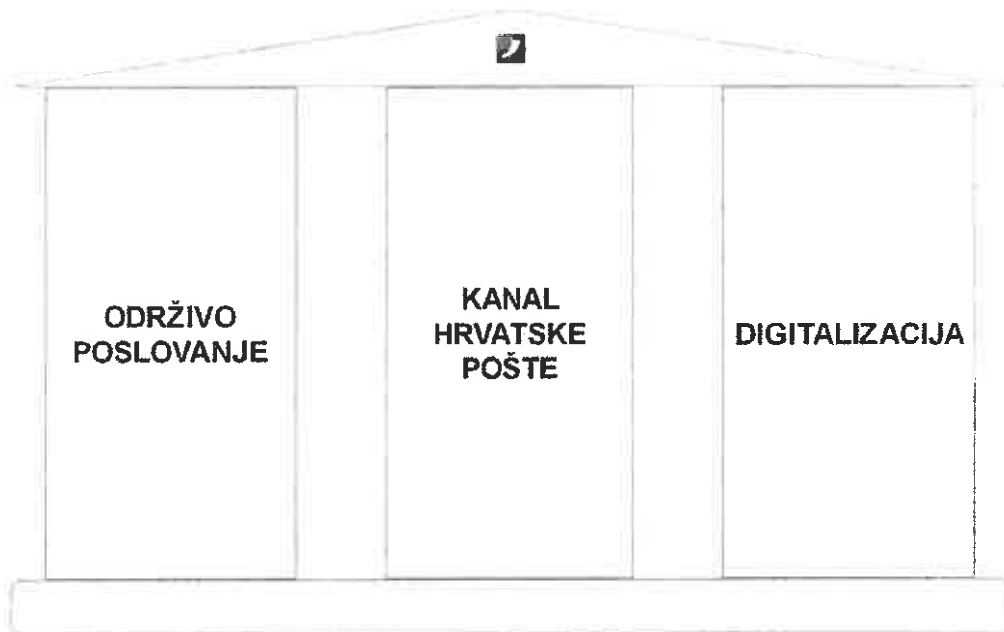 ODRŽIVO
POSLOVANJE
KANAL
HRVATSKE
POŠTE
DIGITALIZACIJA